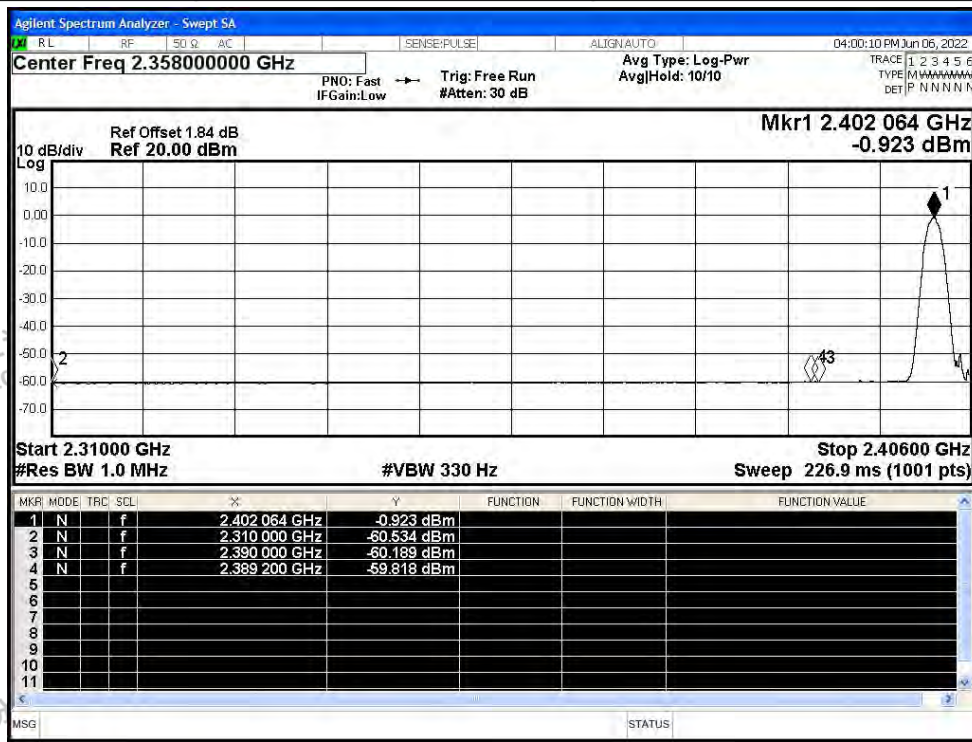 Agilent Spectrum Analyzer - Swept SA
RL RF 50 Ω AC SENSE:PULSE ALIGNAUTO 04:00:10 PM Jun 06, 2022
Center Freq 2.358000000 GHz
PNO: Fast Trig: Free Run Avg Type: Log-Pwr TRACE 1 2 3 4 5 6
IFGain:Low #Atten: 30 dB Avg|Hold: 10/10 TYPE M WWWWW
DET P N N N N N
Mkr1 2.402 064 GHz
-0.923 dBm
Ref Offset 1.84 dB
10 dB/div Ref 20.00 dBm
Log
10.0
0.00
-10.0
-20.0
-30.0
-40.0
-50.0
-60.0
-70.0
1
2
43
Start 2.31000 GHz Stop 2.40600 GHz
#Res BW 1.0 MHz #VBW 330 Hz Sweep 226.9 ms (1001 pts)
MKR MODE TRC SCL X Y FUNCTION FUNCTION WIDTH FUNCTION VALUE
1 N f 2.402 064 GHz -0.923 dBm
2 N f 2.310 000 GHz -60.534 dBm
3 N f 2.390 000 GHz -60.189 dBm
4 N f 2.389 200 GHz -59.818 dBm
5
6
7
8
9
10
11
MSG STATUS